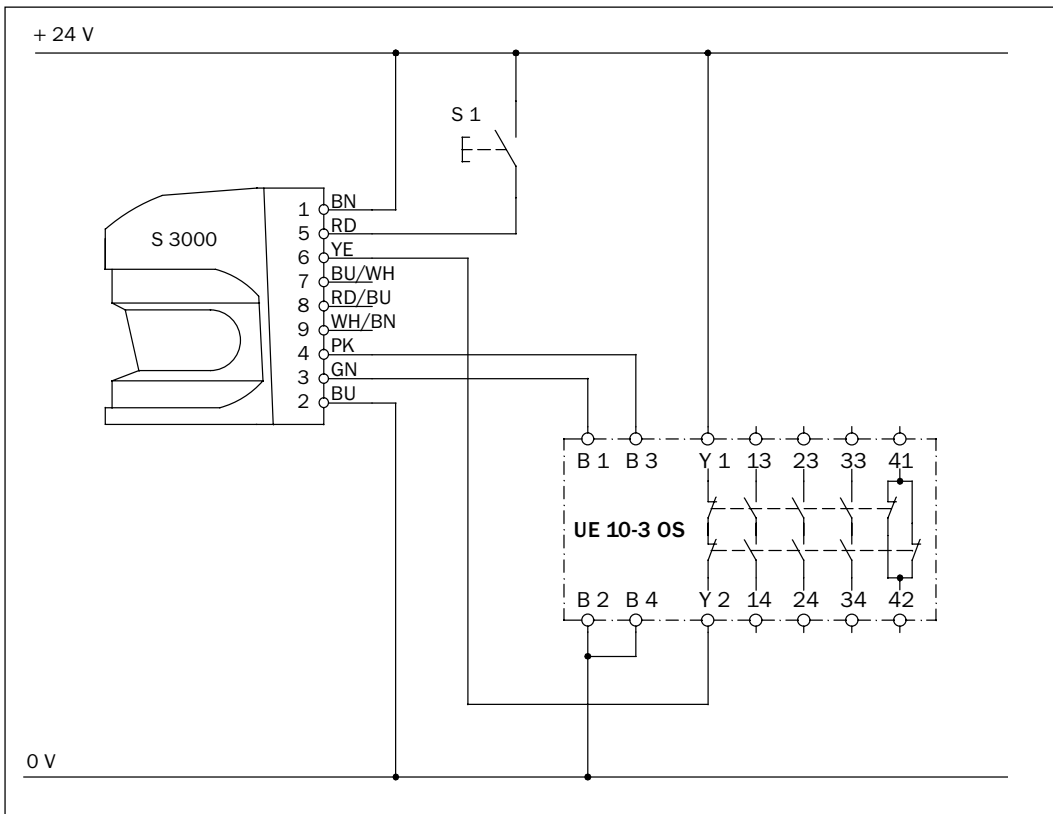 + 24 V
S 1
S 3000
1 BN
5 RD
6 YE
7 BU/WH
8 RD/BU
9 WH/BN
4 PK
3 GN
2 BU
B 1 B 3 Y 1 13 23 33 41
UE 10-3 OS
B 2 B 4 Y 2 14 24 34 42
0 V